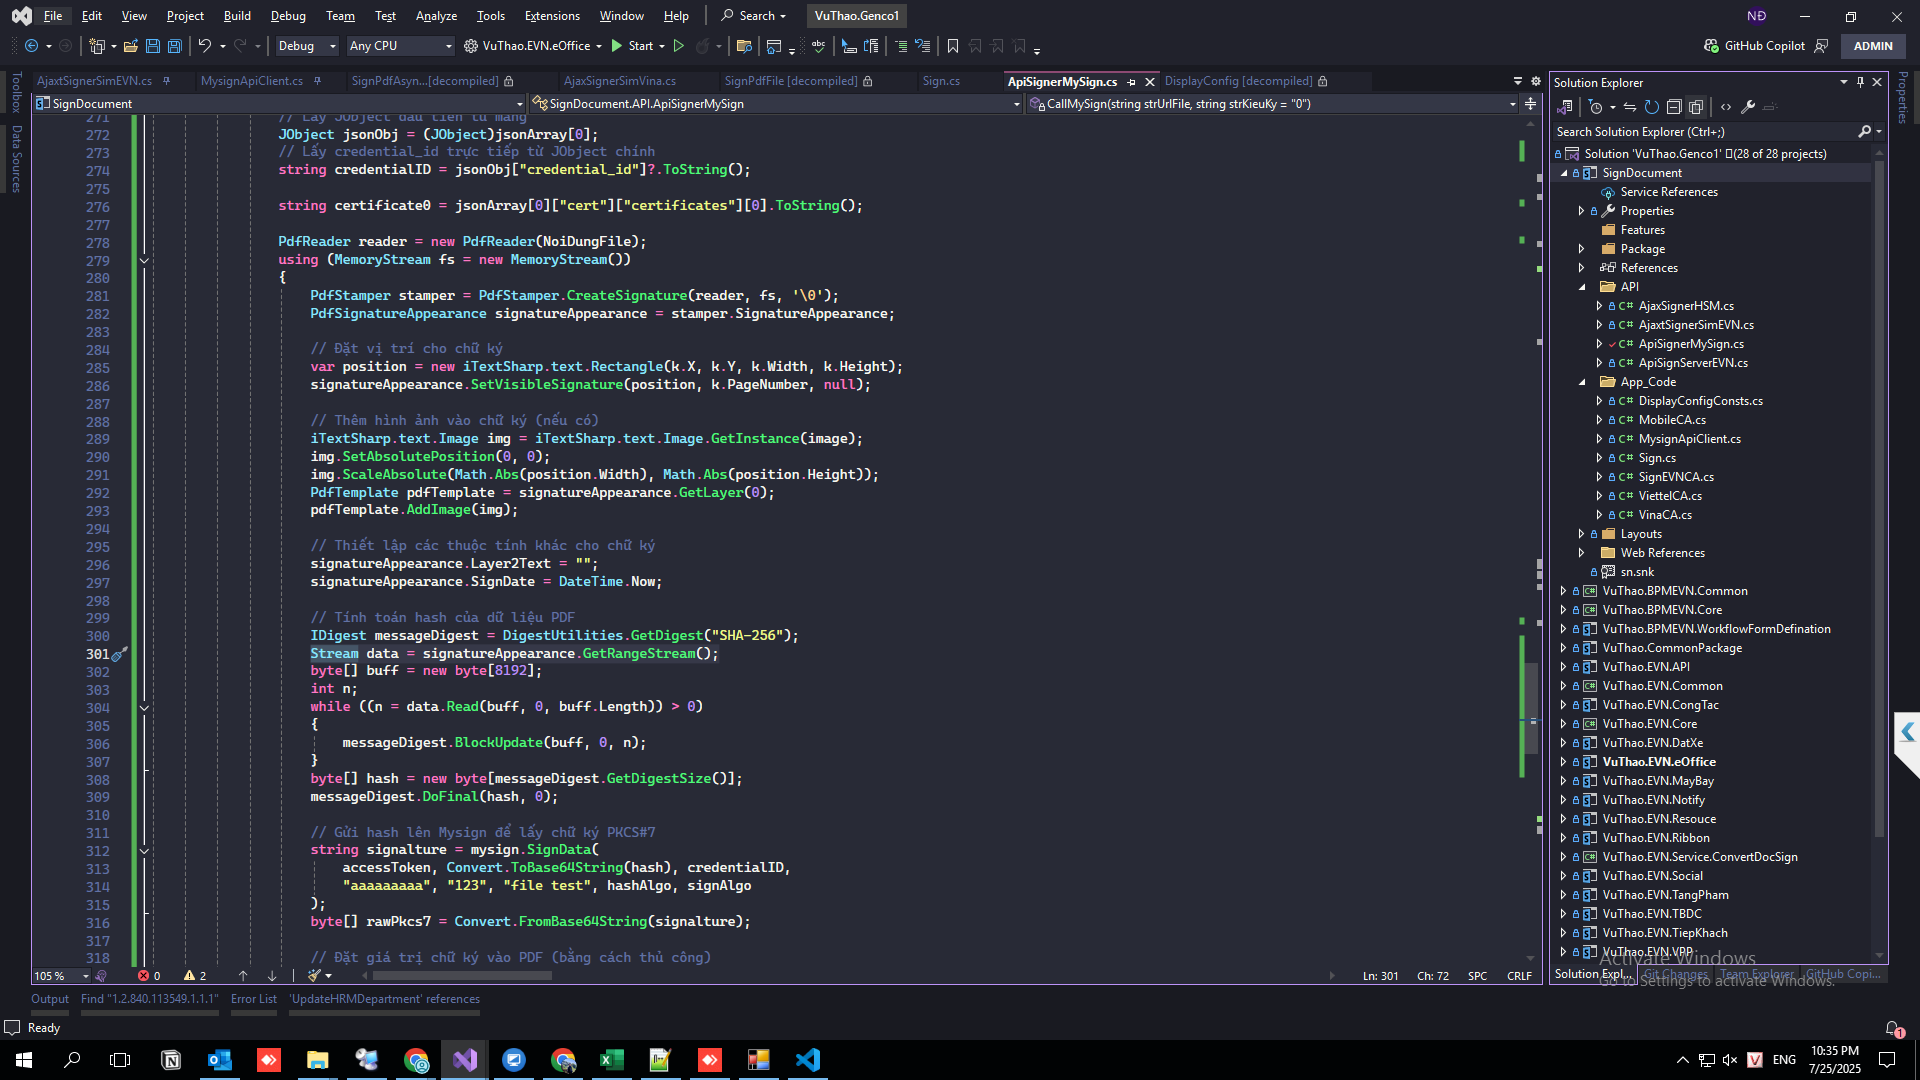 File Edit View Project Build Debug Team Test Analyze Tools Extensions Window Help Search VuThao.Genco1 NĐ
Debug Any CPU VuThao.EVN.eOffice Start GitHub Copilot ADMIN
AjaxtSignerSimEVN.cs MysignApiClient.cs SignPdfAsyn...[decompiled] AjaxSignerSimVina.cs SignPdfFile [decompiled] Sign.cs ApiSignerMySign.cs DisplayConfig [decompiled]
SignDocument SignDocument.API.ApiSignerMySign CallMySign(string strUrlFile, string strKieuKy = "0")
Toolbox
Data Sources
271 // Lấy JObject đầu tiên từ mảng
272 JObject jsonObj = (JObject)jsonArray[0];
273 // Lấy credential_id trực tiếp từ JObject chính
274 string credentialID = jsonObj["credential_id"]?.ToString();
275
276 string certificate0 = jsonArray[0]["cert"]["certificates"][0].ToString();
277
278 PdfReader reader = new PdfReader(NoiDungFile);
279 using (MemoryStream fs = new MemoryStream())
280 {
281 PdfStamper stamper = PdfStamper.CreateSignature(reader, fs, '\0');
282 PdfSignatureAppearance signatureAppearance = stamper.SignatureAppearance;
283
284 // Đặt vị trí cho chữ ký
285 var position = new iTextSharp.text.Rectangle(k.X, k.Y, k.Width, k.Height);
286 signatureAppearance.SetVisibleSignature(position, k.PageNumber, null);
287
288 // Thêm hình ảnh vào chữ ký (nếu có)
289 iTextSharp.text.Image img = iTextSharp.text.Image.GetInstance(image);
290 img.SetAbsolutePosition(0, 0);
291 img.ScaleAbsolute(Math.Abs(position.Width), Math.Abs(position.Height));
292 PdfTemplate pdfTemplate = signatureAppearance.GetLayer(0);
293 pdfTemplate.AddImage(img);
294
295 // Thiết lập các thuộc tính khác cho chữ ký
296 signatureAppearance.Layer2Text = "";
297 signatureAppearance.SignDate = DateTime.Now;
298
299 // Tính toán hash của dữ liệu PDF
300 IDigest messageDigest = DigestUtilities.GetDigest("SHA-256");
301 Stream data = signatureAppearance.GetRangeStream();
302 byte[] buff = new byte[8192];
303 int n;
304 while ((n = data.Read(buff, 0, buff.Length)) > 0)
305 {
306 messageDigest.BlockUpdate(buff, 0, n);
307 }
308 byte[] hash = new byte[messageDigest.GetDigestSize()];
309 messageDigest.DoFinal(hash, 0);
310
311 // Gửi hash lên Mysign để lấy chữ ký PKCS#7
312 string signalture = mysign.SignData(
313 accessToken, Convert.ToBase64String(hash), credentialID,
314 "aaaaaaaaa", "123", "file test", hashAlgo, signAlgo
315 );
316 byte[] rawPkcs7 = Convert.FromBase64String(signalture);
317
318 // Đặt giá trị chữ ký vào PDF (bằng cách thủ công)
105 % 0 2 Ln: 301 Ch: 72 SPC CRLF
Output Find "1.2.840.113549.1.1.1" Error List 'UpdateHRMDepartment' references
Ready
Solution Explorer
Search Solution Explorer (Ctrl+;)
Solution 'VuThao.Genco1' (28 of 28 projects)
SignDocument
Service References
Properties
Features
Package
References
API
AjaxSignerHSM.cs
AjaxtSignerSimEVN.cs
ApiSignerMySign.cs
ApiSignServerEVN.cs
App_Code
DisplayConfigConsts.cs
MobileCA.cs
MysignApiClient.cs
Sign.cs
SignEVNCA.cs
ViettelCA.cs
VinaCA.cs
Layouts
Web References
sn.snk
VuThao.BPMEVN.Common
VuThao.BPMEVN.Core
VuThao.BPMEVN.WorkflowFormDefination
VuThao.CommonPackage
VuThao.EVN.API
VuThao.EVN.Common
VuThao.EVN.CongTac
VuThao.EVN.Core
VuThao.EVN.DatXe
VuThao.EVN.eOffice
VuThao.EVN.MayBay
VuThao.EVN.Notify
VuThao.EVN.Resouce
VuThao.EVN.Ribbon
VuThao.EVN.Service.ConvertDocSign
VuThao.EVN.Social
VuThao.EVN.TangPham
VuThao.EVN.TBDC
VuThao.EVN.TiepKhach
VuThao.EVN.VPP
Solution Expl... Git Changes Team Explorer GitHub Copi...
Properties
Activate Windows
Go to Settings to activate Windows.
1
ENG
10:35 PM
7/25/2025